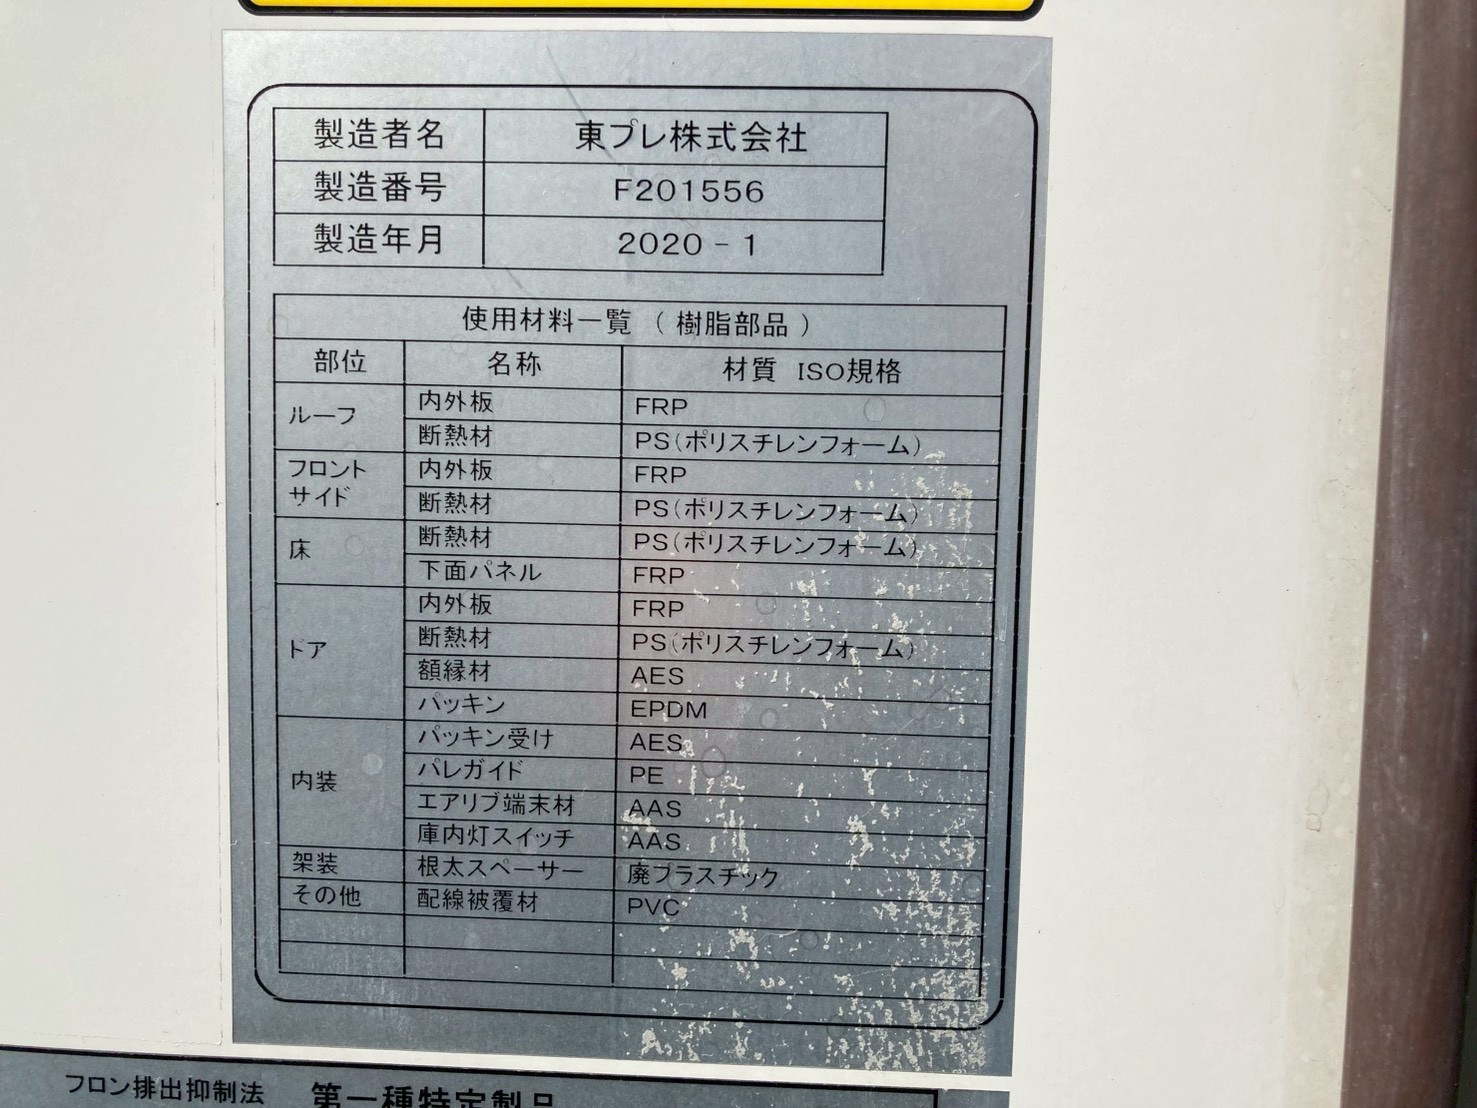 製造者名 東プレ株式会社
製造番号 F201556
製造年月 2020-1
使用材料一覧 (樹脂部品)
部位 名称 材質 ISO規格
ルーフ 内外板 FRP
断熱材 PS(ポリスチレンフォーム)
フロント
サイド 内外板 FRP
断熱材 PS(ポリスチレンフォーム)
床 断熱材 PS(ポリスチレンフォーム)
下面パネル FRP
ドア 内外板 FRP
断熱材 PS(ポリスチレンフォーム)
額縁材 AES
パッキン EPDM
内装 パッキン受け AES
パレガイド PE
エアリブ端末材 AAS
庫内灯スイッチ AAS
架装 根太スペーサー 廃プラスチック
その他 配線被覆材 PVC
フロン排出抑制法 第一種特定製品